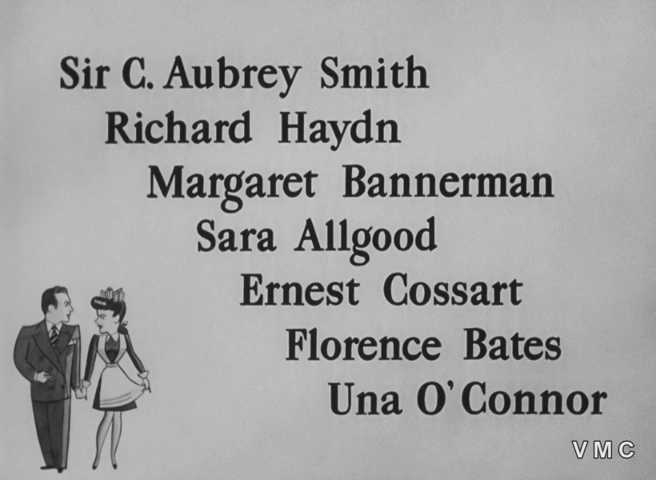 Sir C. Aubrey Smith
Richard Haydn
Margaret Bannerman
Sara Allgood
Ernest Cossart
Florence Bates
Una O'Connor
VMC